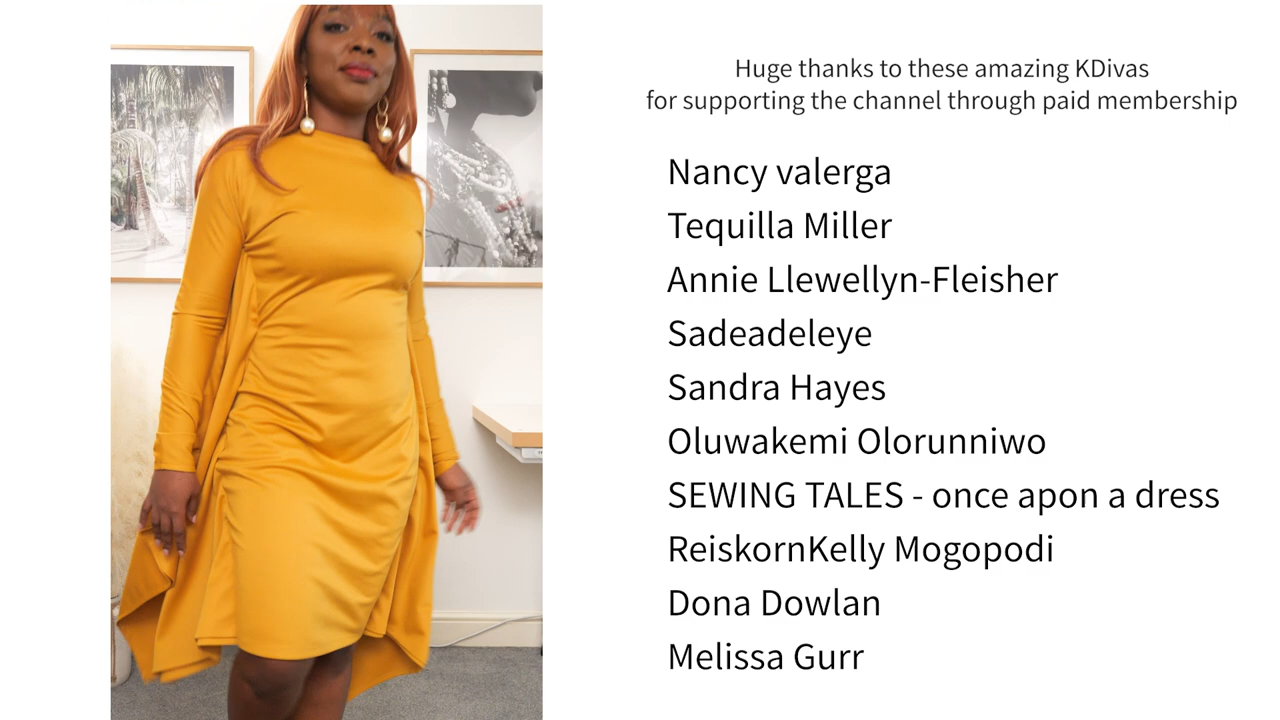 Huge thanks to these amazing KDivas
for supporting the channel through paid membership
Nancy valerga
Tequilla Miller
Annie Llewellyn-Fleisher
Sadeadeleye
Sandra Hayes
Oluwakemi Olorunniwo
SEWING TALES - once apon a dress
ReiskornKelly Mogopodi
Dona Dowlan
Melissa Gurr